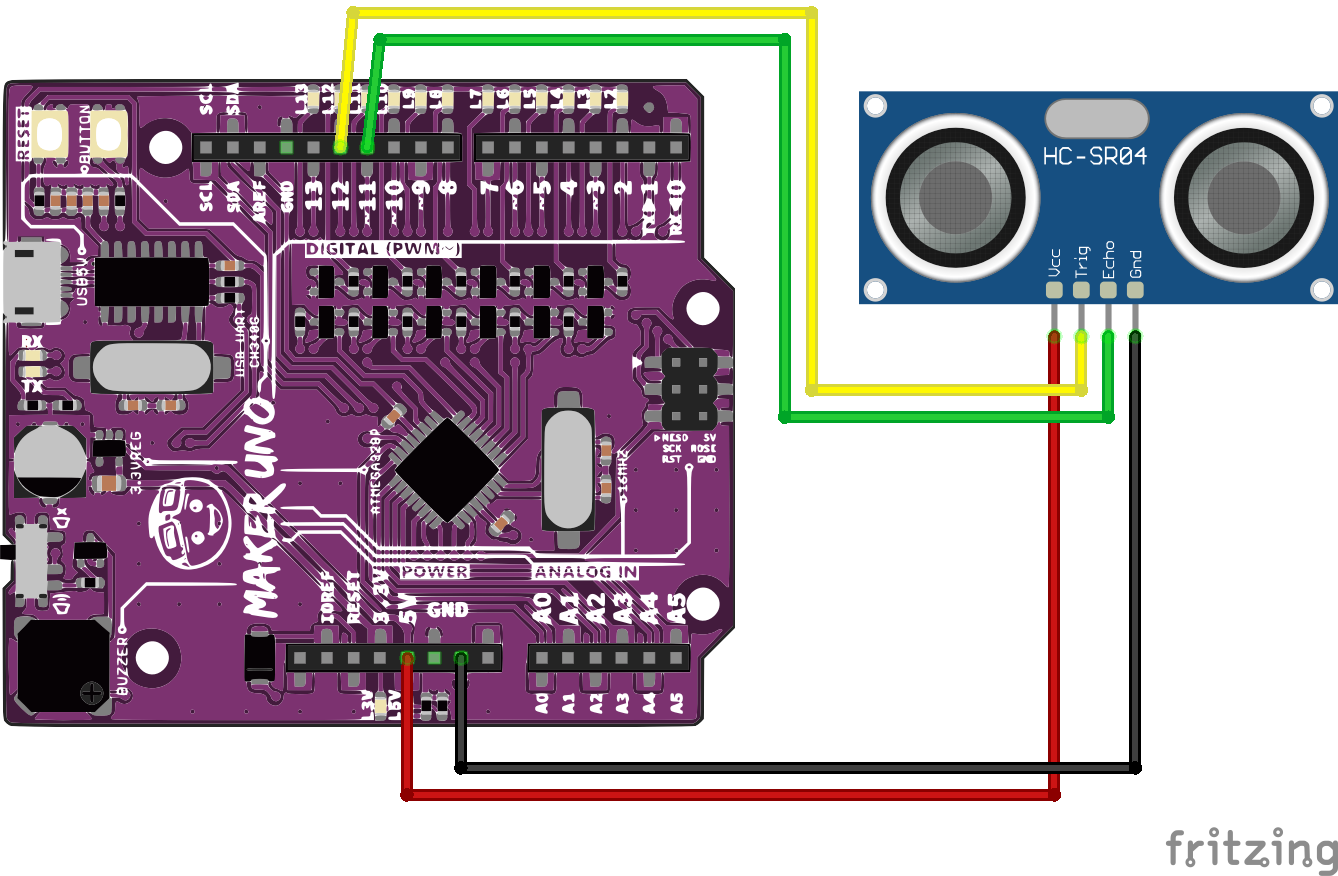 SCL SDA L13 L12 L11 L10 L9 L8 L7 L6 L5 L4 L3 L2
RESET
BUTTON
SCL SDA AREF GND 13 12 ~11 ~10 ~9 8 7 ~6 ~5 4 ~3 2 TX▶1 RX◀0
DIGITAL (PWM~)
HC-SR04
Vcc Trig Echo Gnd
USB5V
USB UART
CH340G
RX
TX
3.3VREG
MAKER UNO
ATMEGA328P
16MHZ
▷MISO 5V
SCK MOSI
RST GND
POWER ANALOG IN
IOREF RESET 3.3V 5V GND A0 A1 A2 A3 A4 A5
BUZZER
L3V L5V A0 A1 A2 A3 A4 A5
fritzing